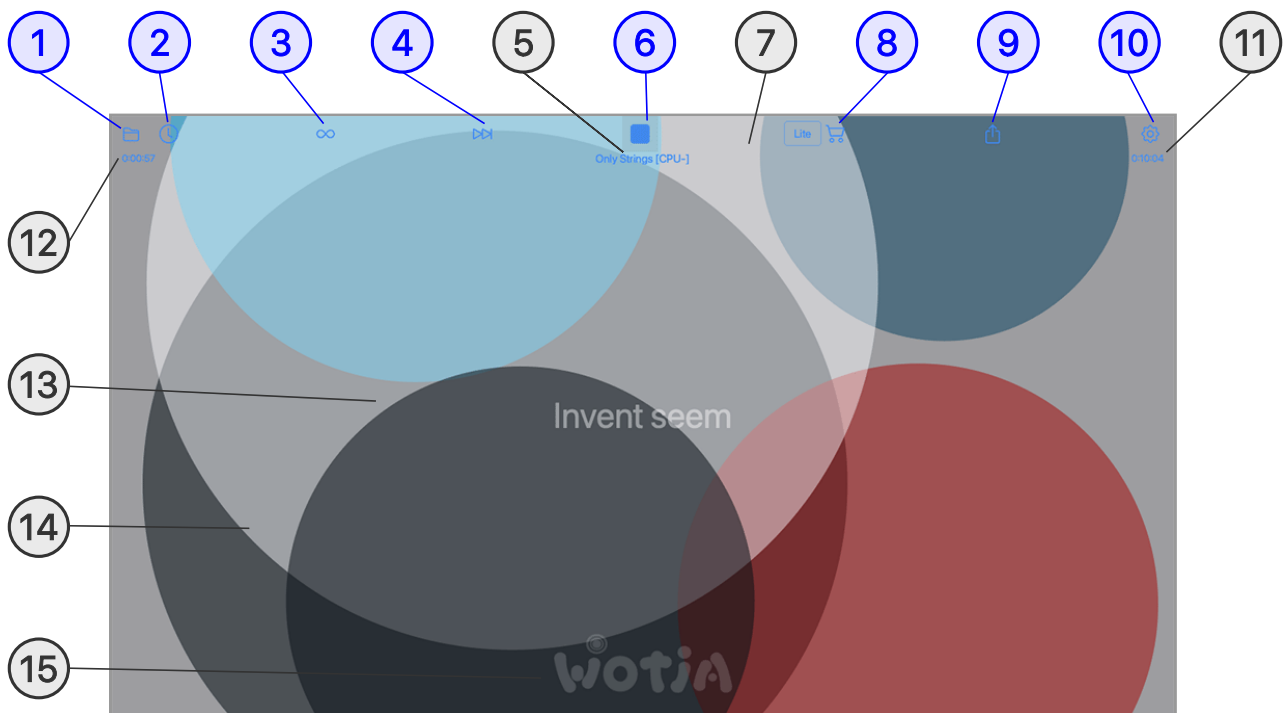 1 2 3 4 5 6 7 8 9 10 11
Lite
0:00:57 Only Strings [CPU-] 0:10:04
12
13
Invent seem
14
15
wotja